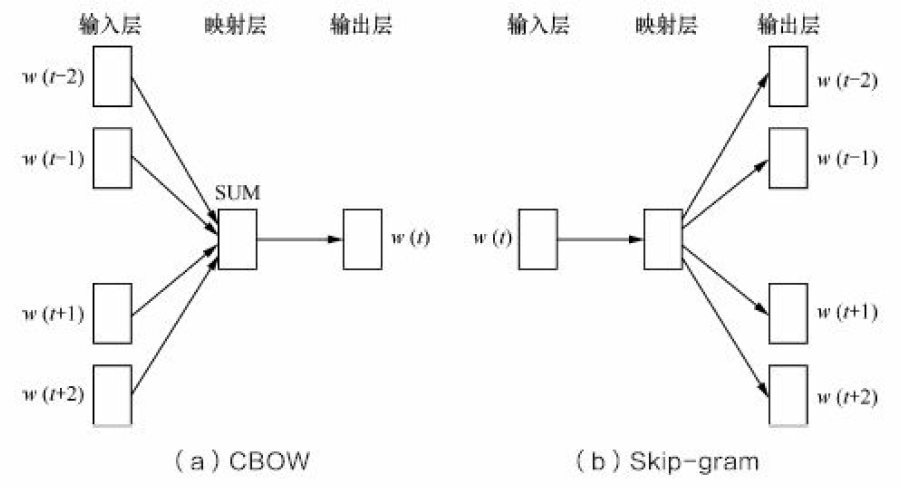 输入层 映射层 输出层 输入层 映射层 输出层
w (t−2) w (t−2)
w (t−1) w (t−1)
SUM
w (t) w (t)
w (t+1) w (t+1)
w (t+2) w (t+2)
(a) CBOW (b) Skip-gram